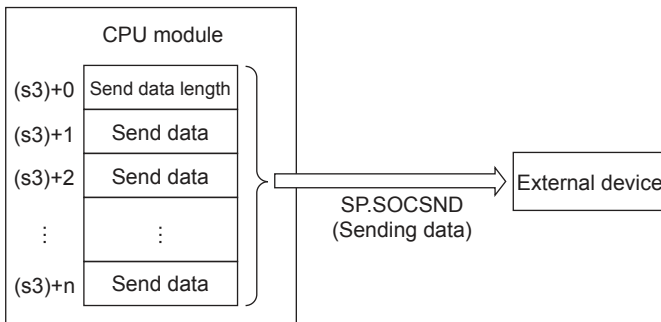 CPU module
(s3)+0 Send data length
(s3)+1 Send data
(s3)+2 Send data
⋮ ⋮
(s3)+n Send data
SP.SOCSND
(Sending data)
External device